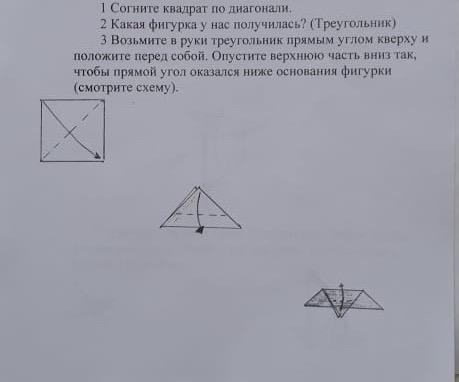 1 Согните квадрат по диагонали.
2 Какая фигурка у нас получилась? (Треугольник)
3 Возьмите в руки треугольник прямым углом кверху и
положите перед собой. Опустите верхнюю часть вниз так,
чтобы прямой угол оказался ниже основания фигурки
(смотрите схему).